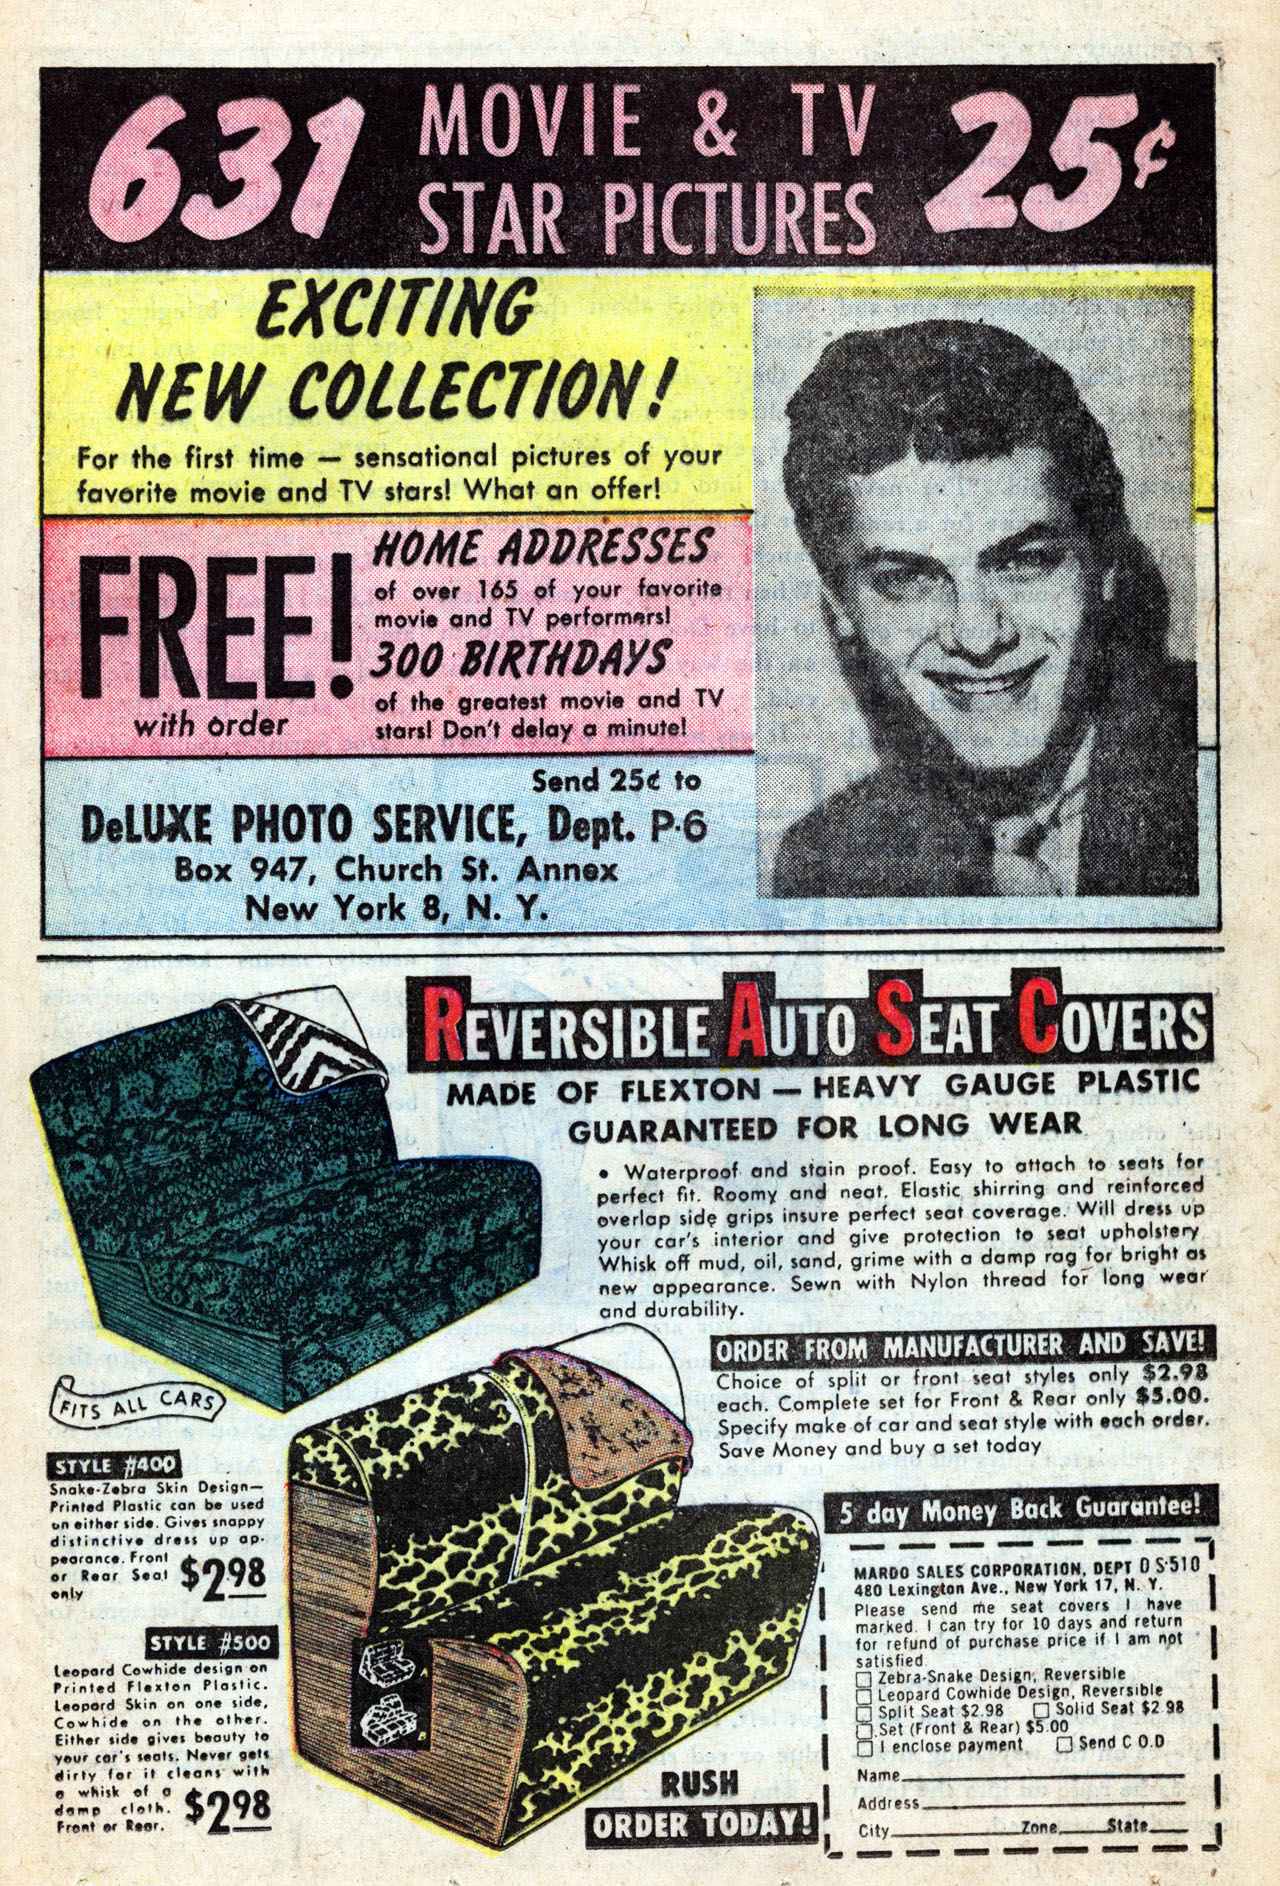 631 MOVIE & TV STAR PICTURES 25¢
EXCITING
NEW COLLECTION!
For the first time — sensational pictures of your
favorite movie and TV stars! What an offer!
FREE!
with order
HOME ADDRESSES
of over 165 of your favorite
movie and TV performers!
300 BIRTHDAYS
of the greatest movie and TV
stars! Don't delay a minute!
Send 25¢ to
DeLUXE PHOTO SERVICE, Dept. P-6
Box 947, Church St. Annex
New York 8, N. Y.
REVERSIBLE AUTO SEAT COVERS
MADE OF FLEXTON — HEAVY GAUGE PLASTIC
GUARANTEED FOR LONG WEAR
• Waterproof and stain proof. Easy to attach to seats for
perfect fit. Roomy and neat. Elastic shirring and reinforced
overlap side grips insure perfect seat coverage. Will dress up
your car's interior and give protection to seat upholstery
Whisk off mud, oil, sand, grime with a damp rag for bright as
new appearance. Sewn with Nylon thread for long wear
and durability.
ORDER FROM MANUFACTURER AND SAVE!
Choice of split or front seat styles only $2.98
each. Complete set for Front & Rear only $5.00.
Specify make of car and seat style with each order.
Save Money and buy a set today
FITS ALL CARS
STYLE #400
Snake-Zebra Skin Design—
Printed Plastic can be used
on either side. Gives snappy
distinctive dress up ap-
pearance. Front
or Rear Seat
only
$2.98
STYLE #500
Leopard Cowhide design on
Printed Flexton Plastic.
Leopard Skin on one side,
Cowhide on the other.
Either side gives beauty to
your car's seats. Never gets
dirty for it cleans with
a whisk of a
damp cloth.
Front or Rear.
$2.98
A
B
RUSH
ORDER TODAY!
5 day Money Back Guarantee!
MARDO SALES CORPORATION, DEPT DS-510
480 Lexington Ave., New York 17, N. Y.
Please send me seat covers I have
marked. I can try for 10 days and return
for refund of purchase price if I am not
satisfied.
Zebra-Snake Design, Reversible
Leopard Cowhide Design, Reversible
Split Seat $2.98 Solid Seat $2.98
Set (Front & Rear) $5.00
I enclose payment Send C O.D
Name
Address
City Zone State